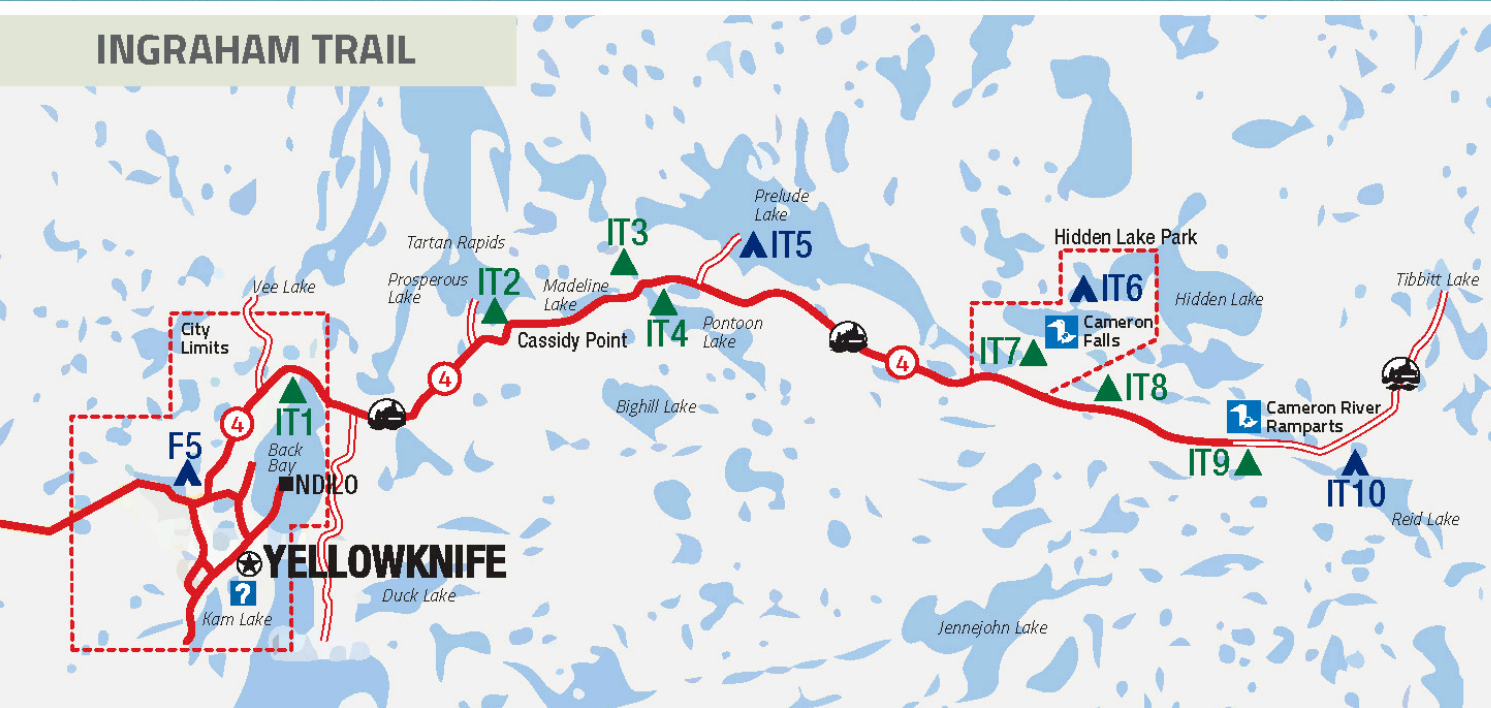 INGRAHAM TRAIL
Prelude
Lake
IT3
Tartan Rapids
IT5
Hidden Lake Park
Vee Lake
Prosperous
Lake
IT2
Madeline
Lake
IT6
Hidden Lake
Tibbitt Lake
City
Limits
Cassidy Point
IT4
Pontoon
Lake
Cameron
Falls
IT7
4
4
IT8
IT1
Bighill Lake
4
Cameron River
Ramparts
F5
Back
Bay
NDILO
IT9
IT10
Reid Lake
YELLOWKNIFE
?
Duck Lake
Kam Lake
Jennejohn Lake